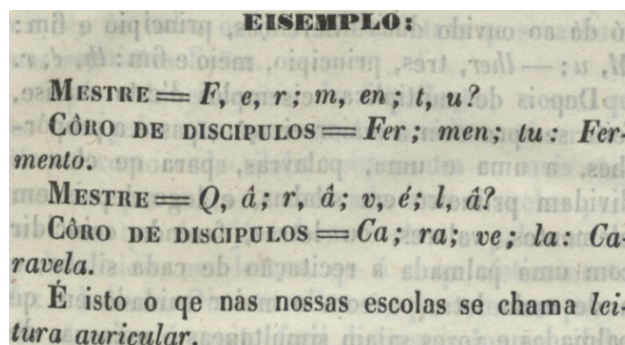 EISEMPLO:
MESTRE= F, e, r; m, en; t, u?
CÔRO DE DISCIPULOS=Fer; men; tu: Fer-
mento.
MESTRE=Q, â; r, â; v, é; l, â?
CÔRO DE DISCIPULOS=Ca; ra; ve; la: Ca-
ravela.
É isto o qe nas nossas escolas se chama lei-
tura auricular.